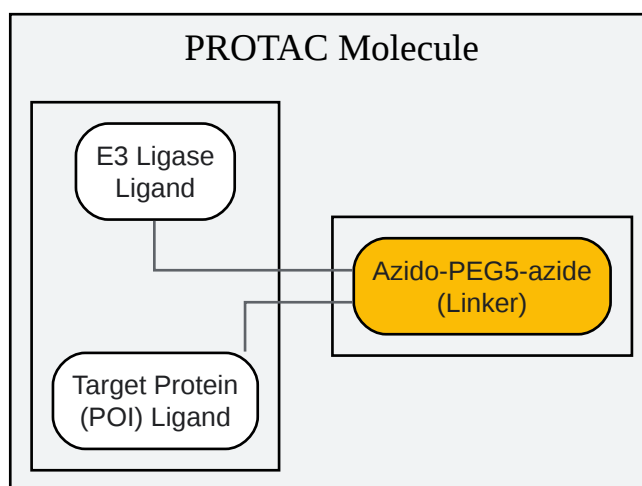 PROTAC Molecule
E3 Ligase
Ligand
Azido-PEG5-azide
(Linker)
Target Protein
(POI) Ligand